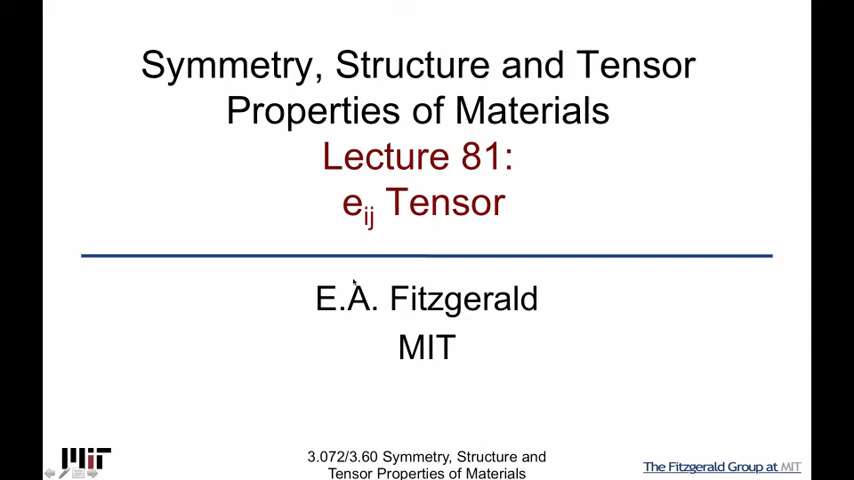 Symmetry, Structure and Tensor
Properties of Materials
Lecture 81:
eij Tensor
E.A. Fitzgerald
MIT
MIT
3.072/3.60 Symmetry, Structure and
Tensor Properties of Materials
The Fitzgerald Group at MIT